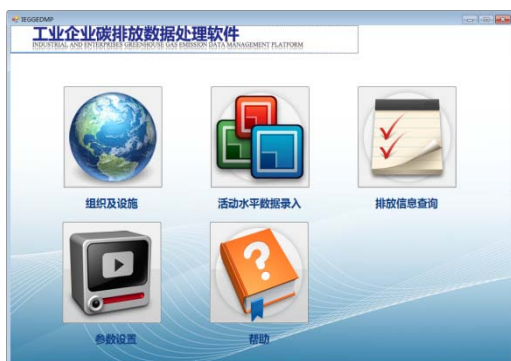 IEGGEDMP
工业企业碳排放数据处理软件
INDUSTRIAL AND ENTERPRISES GREENHOUSE GAS EMISSION DATA MANAGEMENT PLATFORM
组织及设施
活动水平数据录入
排放信息查询
参数设置
帮助